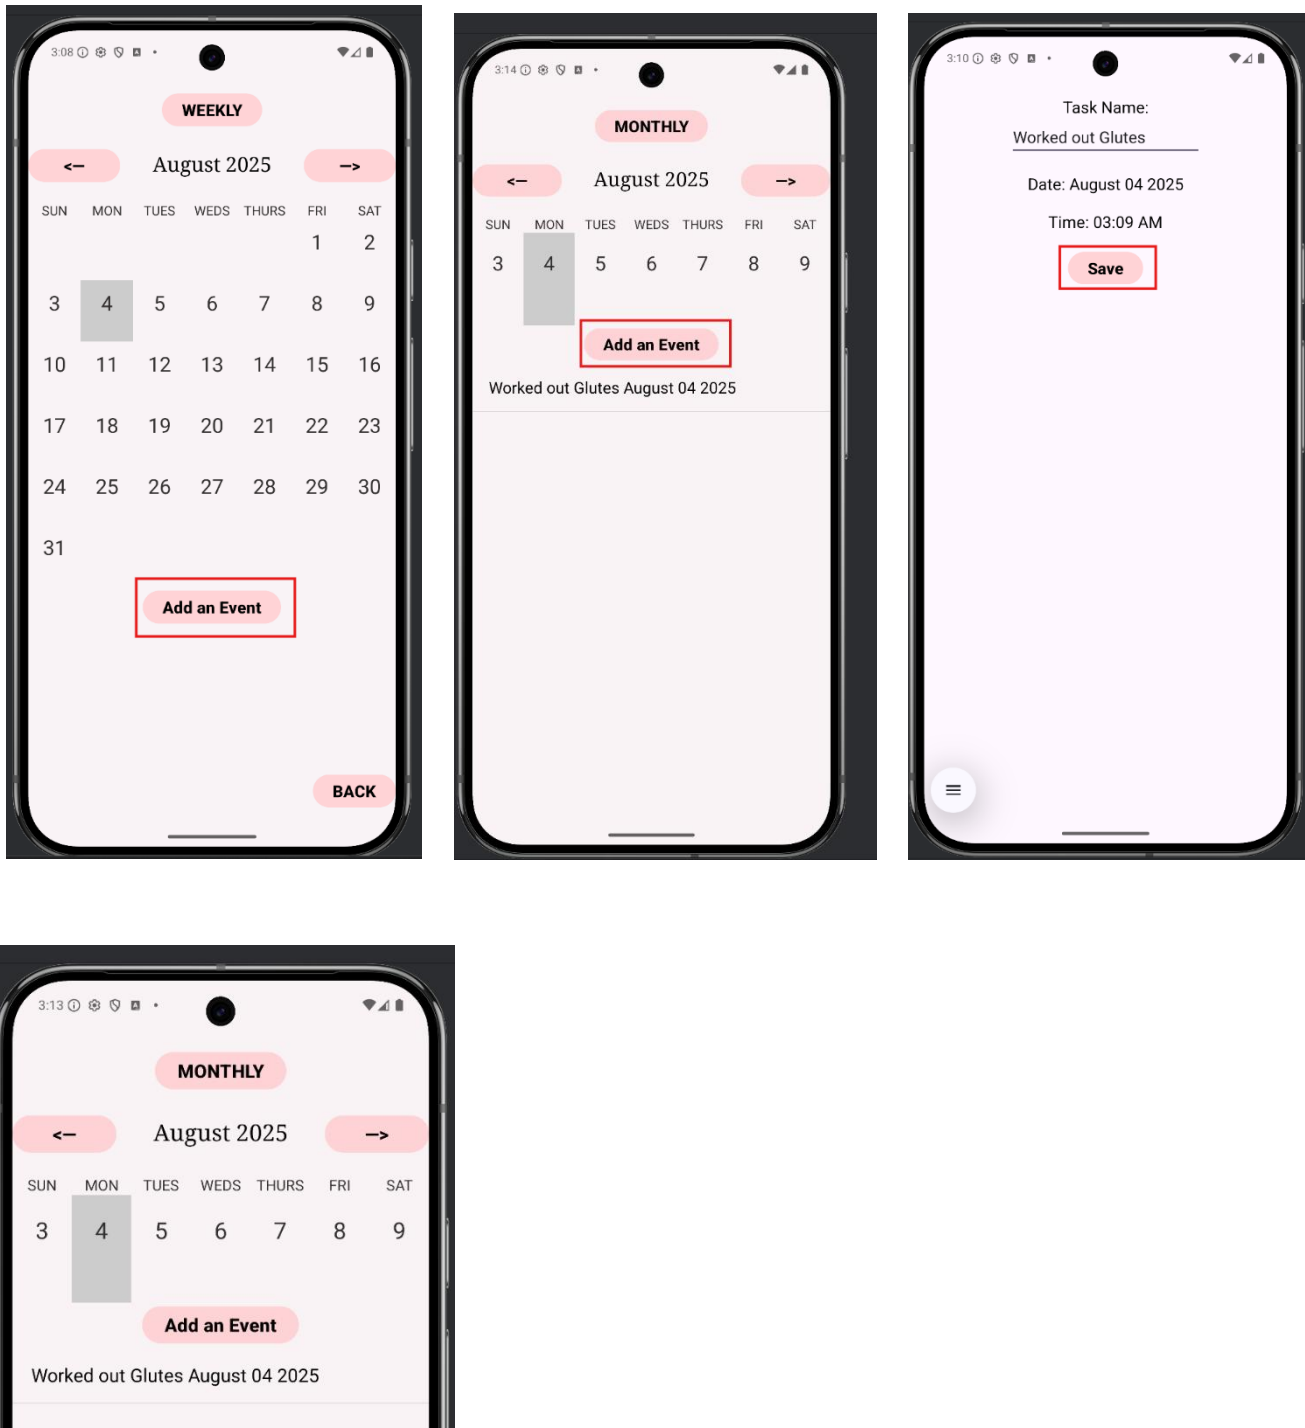 3:08
WEEKLY
<— August 2025 —>
SUN MON TUES WEDS THURS FRI SAT
1 2
3 4 5 6 7 8 9
10 11 12 13 14 15 16
17 18 19 20 21 22 23
24 25 26 27 28 29 30
31
Add an Event
BACK
3:14
MONTHLY
<— August 2025 —>
SUN MON TUES WEDS THURS FRI SAT
3 4 5 6 7 8 9
Add an Event
Worked out Glutes August 04 2025
3:10
Task Name:
Worked out Glutes
Date: August 04 2025
Time: 03:09 AM
Save
3:13
MONTHLY
<— August 2025 —>
SUN MON TUES WEDS THURS FRI SAT
3 4 5 6 7 8 9
Add an Event
Worked out Glutes August 04 2025